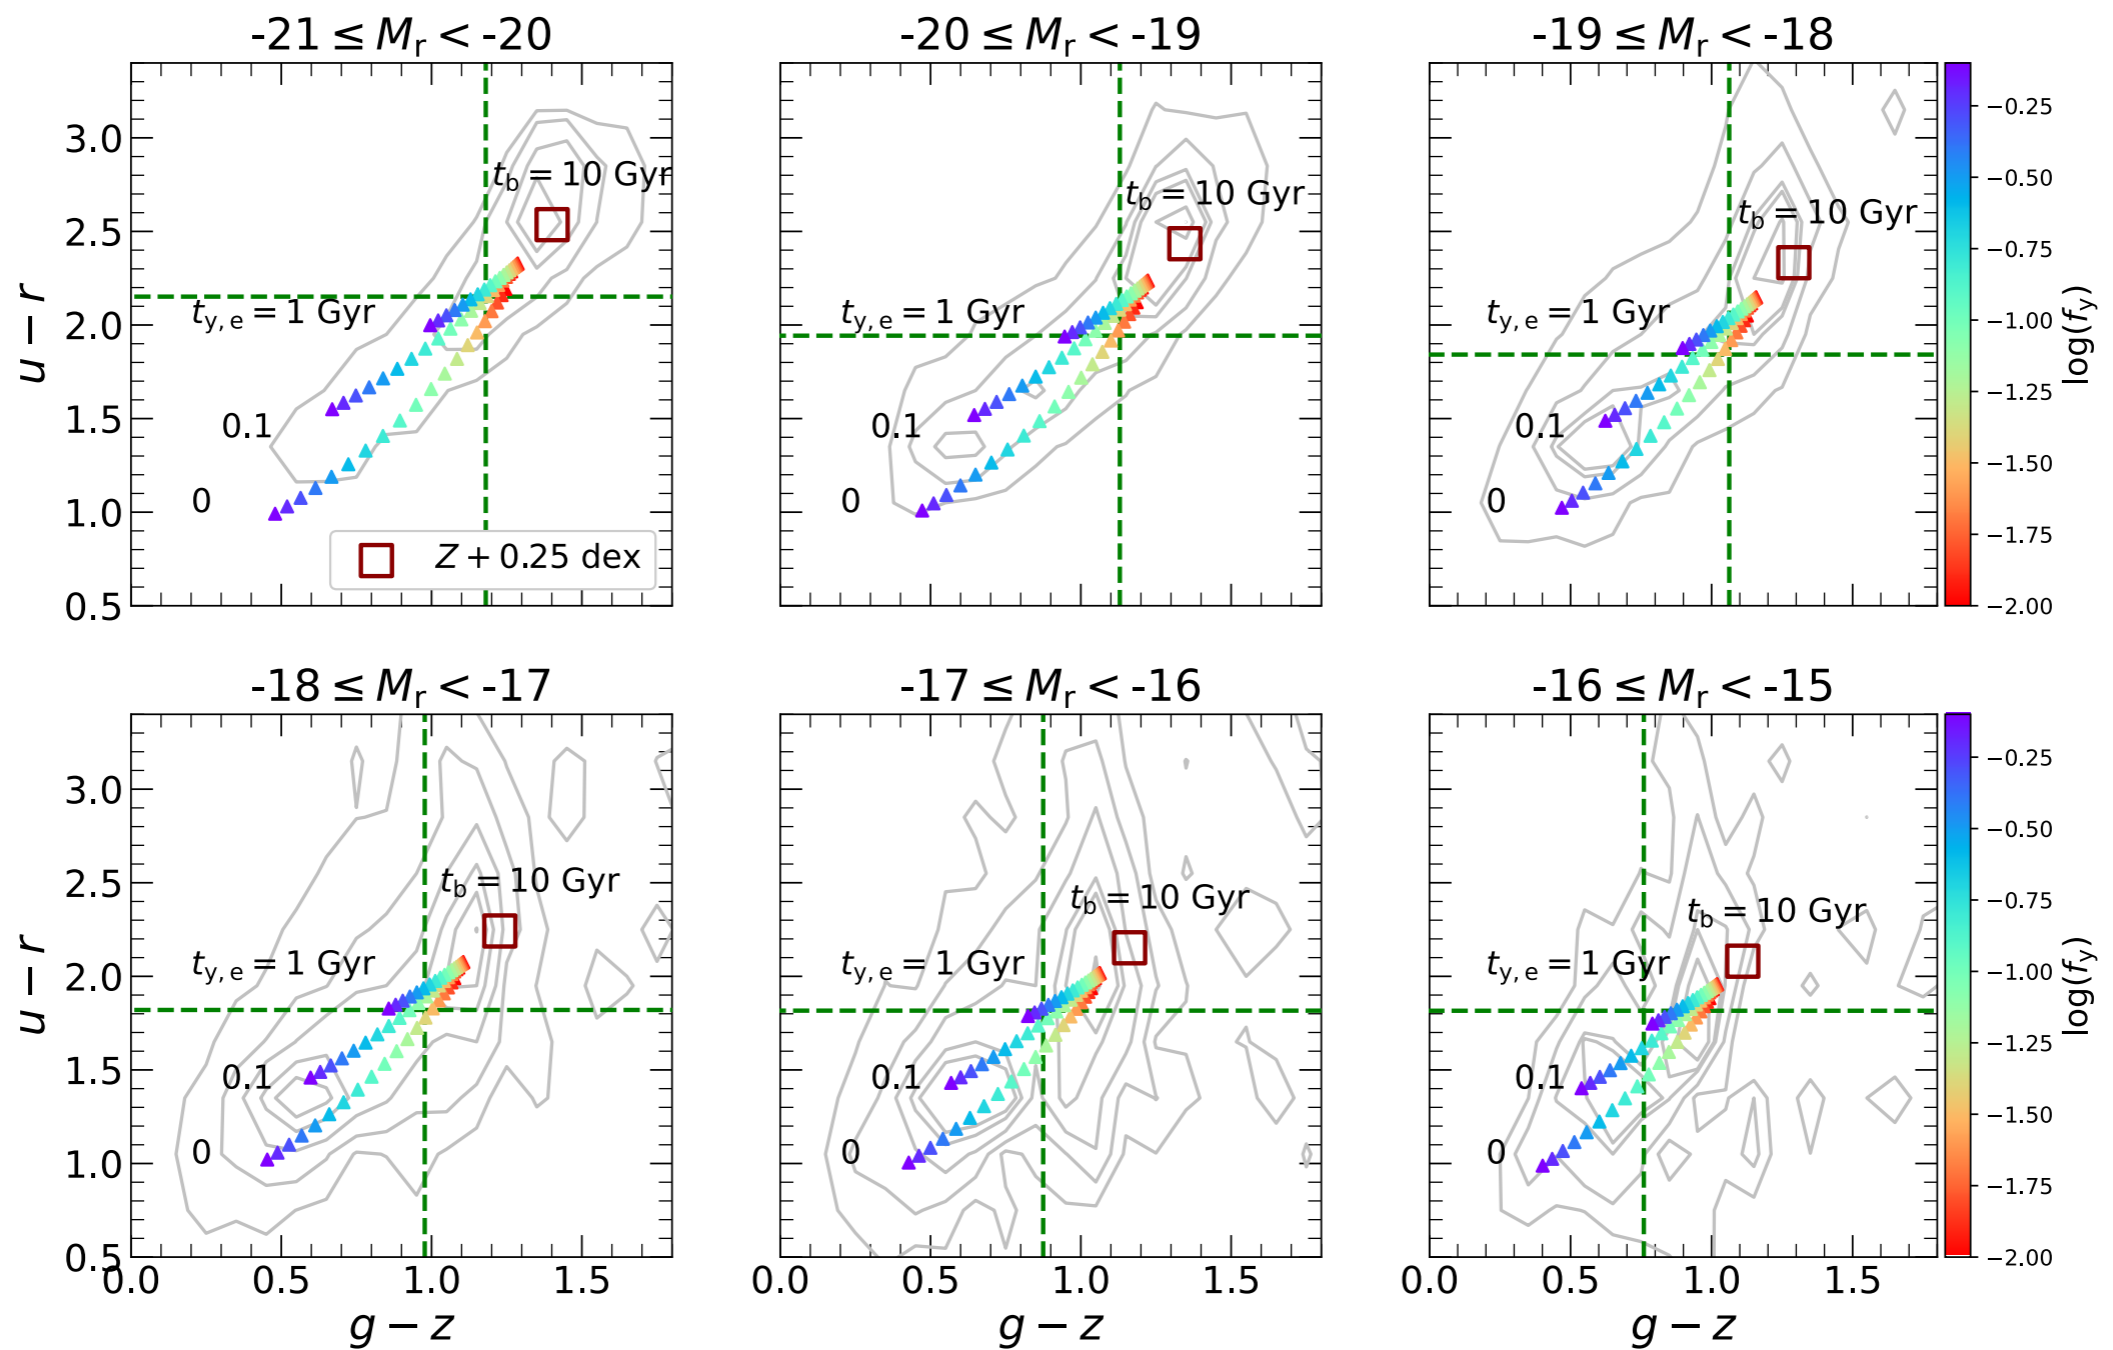 -21 ≤ M_r < -20
-20 ≤ M_r < -19
-19 ≤ M_r < -18
u − r
3.0
2.5
2.0
1.5
1.0
0.5
t_b = 10 Gyr
t_y, e = 1 Gyr
0.1
0
Z + 0.25 dex
t_b = 10 Gyr
t_y, e = 1 Gyr
0.1
0
t_b = 10 Gyr
t_y, e = 1 Gyr
0.1
0
−0.25
−0.50
−0.75
−1.00
−1.25
−1.50
−1.75
−2.00
log(f_y)
-18 ≤ M_r < -17
-17 ≤ M_r < -16
-16 ≤ M_r < -15
u − r
3.0
2.5
2.0
1.5
1.0
0.5
t_b = 10 Gyr
t_y, e = 1 Gyr
0.1
0
t_b = 10 Gyr
t_y, e = 1 Gyr
0.1
0
t_b = 10 Gyr
t_y, e = 1 Gyr
0.1
0
−0.25
−0.50
−0.75
−1.00
−1.25
−1.50
−1.75
−2.00
log(f_y)
0.0 0.5 1.0 1.5
0.0 0.5 1.0 1.5
0.0 0.5 1.0 1.5
g − z
g − z
g − z